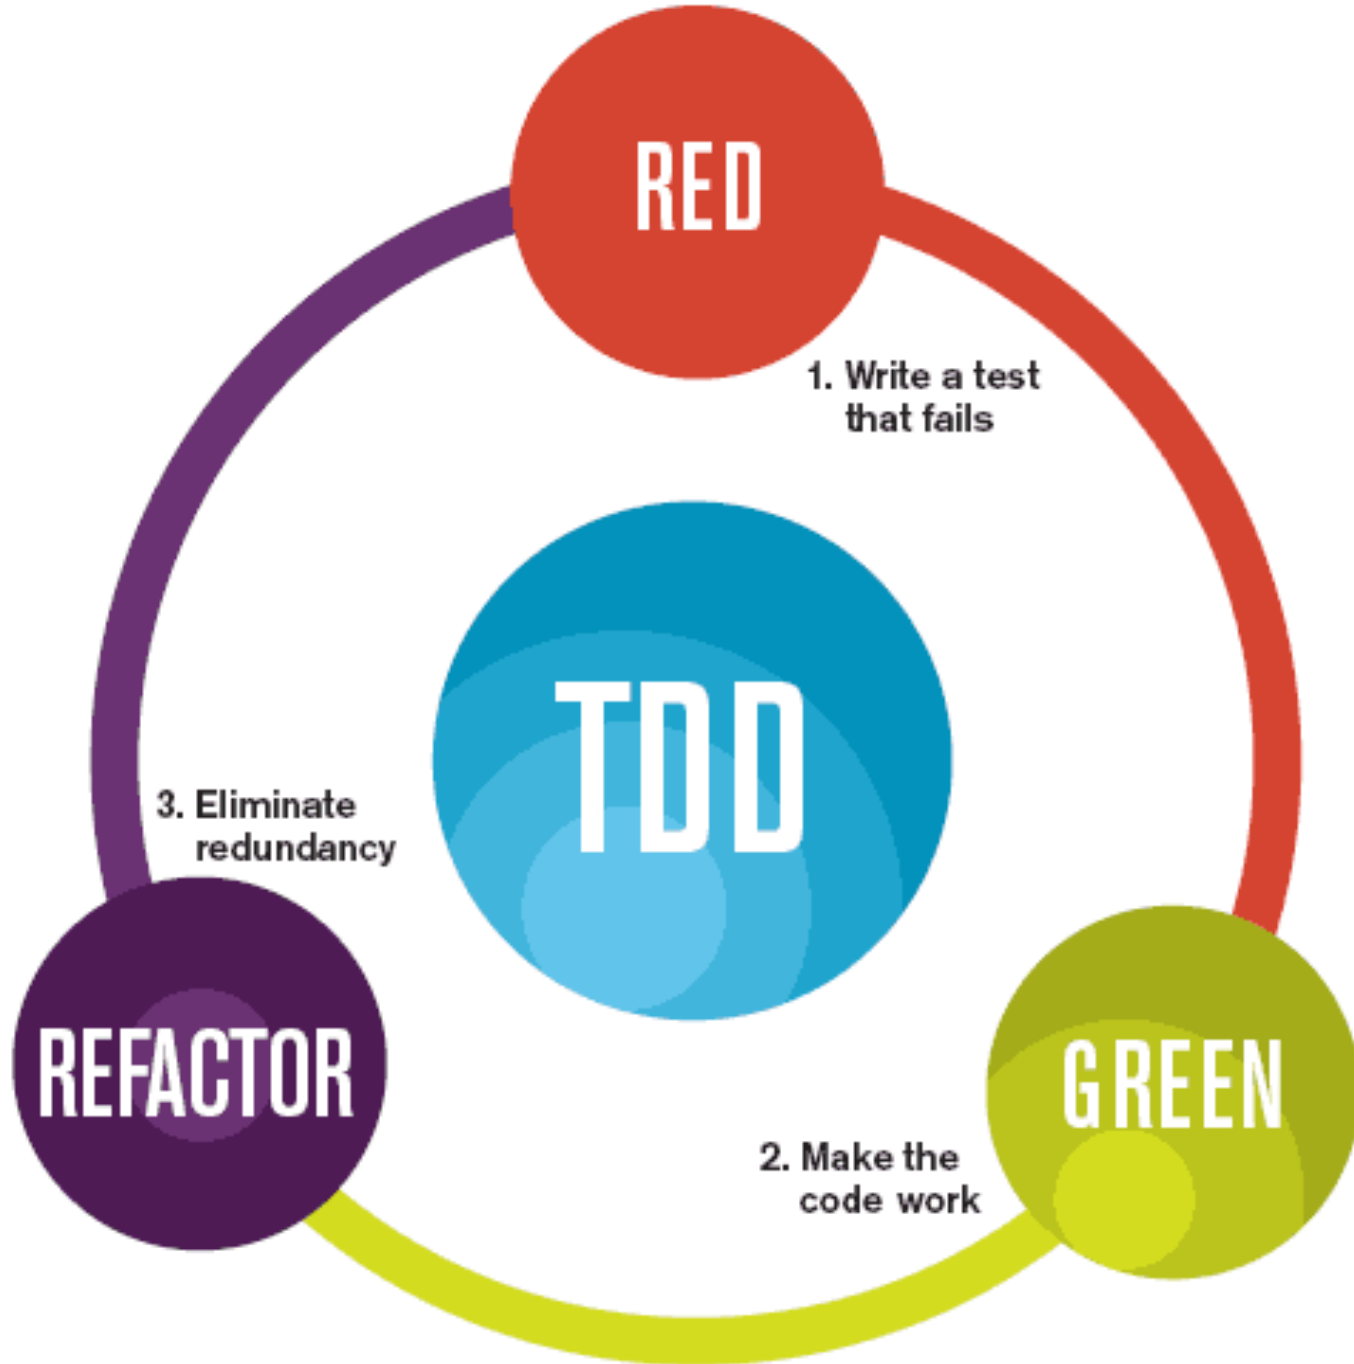 RED
1. Write a test
that fails
TDD
3. Eliminate
redundancy
REFACTOR
GREEN
2. Make the
code work